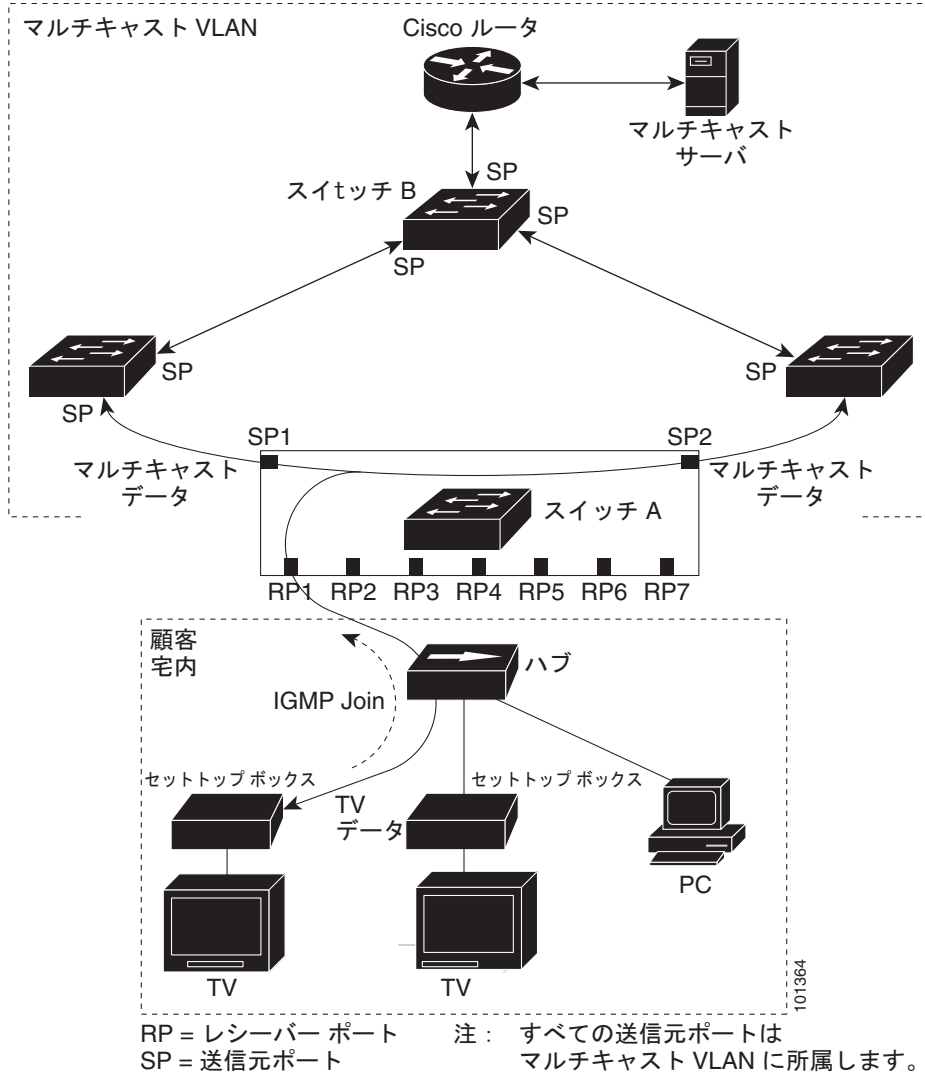 マルチキャスト VLAN
Cisco ルータ
マルチキャスト
サーバ
スイtッチ B
SP
SP
SP
SP
SP
SP
SP1
SP2
マルチキャスト
データ
マルチキャスト
データ
スイッチ A
RP1 RP2 RP3 RP4 RP5 RP6 RP7
顧客
宅内
ハブ
IGMP Join
セットトップ ボックス
セットトップ ボックス
TV
データ
PC
TV
TV
101364
RP = レシーバー ポート
SP = 送信元ポート
注： すべての送信元ポートは
マルチキャスト VLAN に所属します。